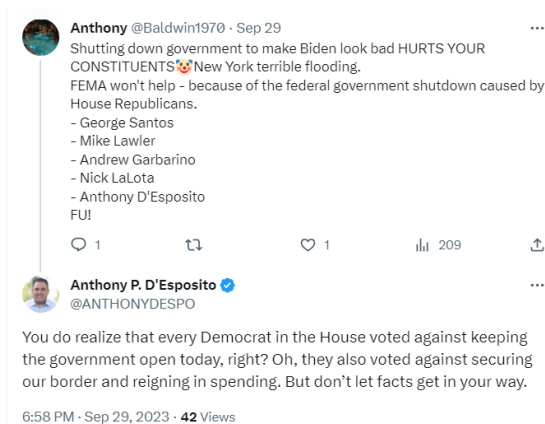 Anthony @Baldwin1970 · Sep 29
Shutting down government to make Biden look bad HURTS YOUR
CONSTITUENTS🤡New York terrible flooding.
FEMA won't help - because of the federal government shutdown caused by
House Republicans.
- George Santos
- Mike Lawler
- Andrew Garbarino
- Nick LaLota
- Anthony D'Esposito
FU!
1 1 209
Anthony P. D'Esposito
@ANTHONYDESPO
You do realize that every Democrat in the House voted against keeping
the government open today, right? Oh, they also voted against securing
our border and reigning in spending. But don’t let facts get in your way.
6:58 PM · Sep 29, 2023 · 42 Views